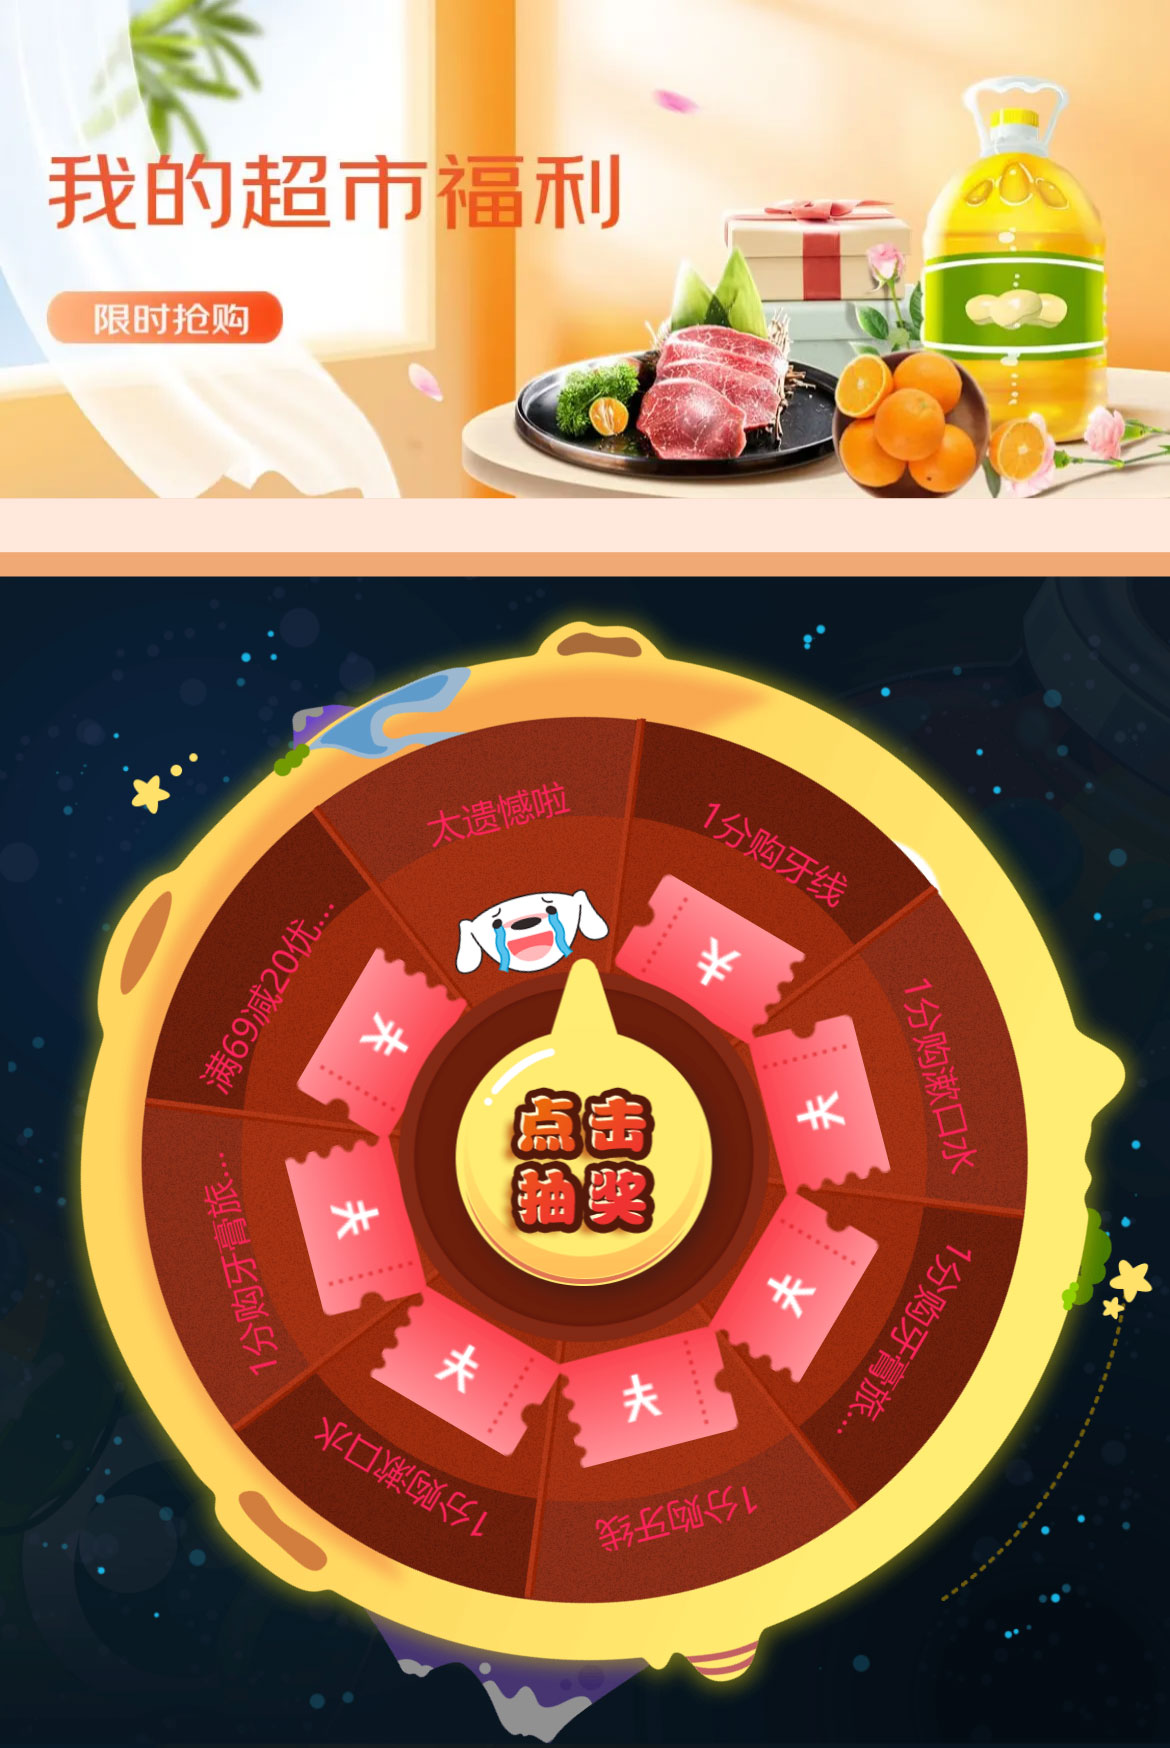 我的超市福利
限时抢购
太遗憾啦
1分购牙线
1分购漱口水
1分购牙膏旅...
1分购牙线
1分购漱口水
1分购牙膏旅...
满69减20优...
点击
抽奖